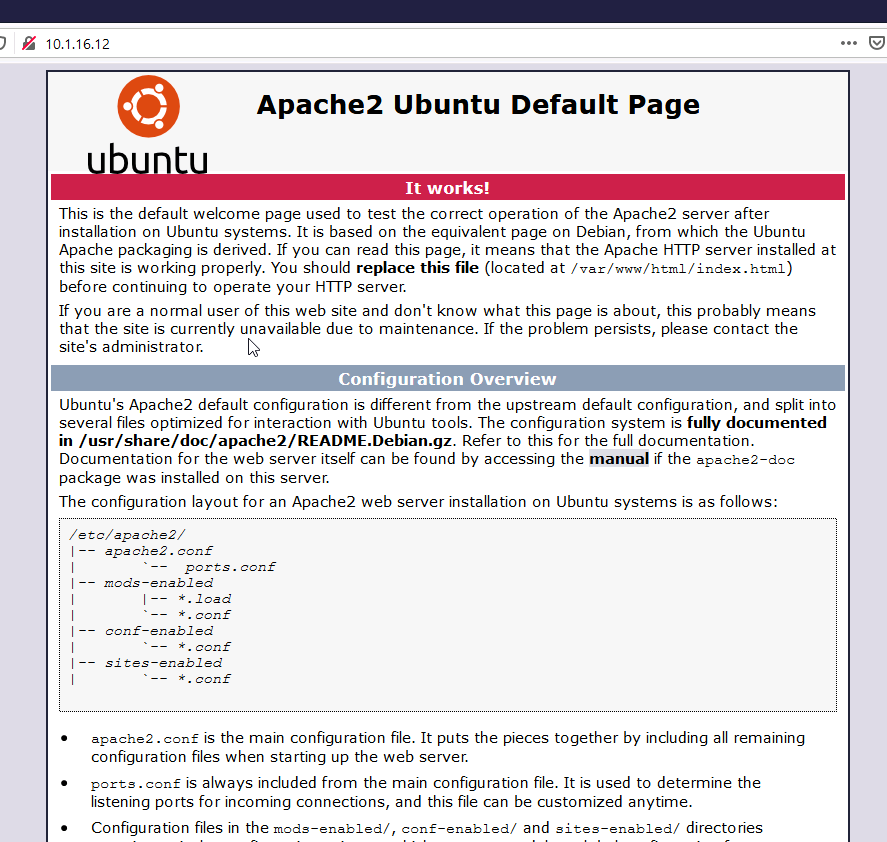 10.1.16.12
Apache2 Ubuntu Default Page
ubuntu
It works!
This is the default welcome page used to test the correct operation of the Apache2 server after
installation on Ubuntu systems. It is based on the equivalent page on Debian, from which the Ubuntu
Apache packaging is derived. If you can read this page, it means that the Apache HTTP server installed at
this site is working properly. You should replace this file (located at /var/www/html/index.html)
before continuing to operate your HTTP server.
If you are a normal user of this web site and don't know what this page is about, this probably means
that the site is currently unavailable due to maintenance. If the problem persists, please contact the
site's administrator.
Configuration Overview
Ubuntu's Apache2 default configuration is different from the upstream default configuration, and split into
several files optimized for interaction with Ubuntu tools. The configuration system is fully documented
in /usr/share/doc/apache2/README.Debian.gz. Refer to this for the full documentation.
Documentation for the web server itself can be found by accessing the manual if the apache2-doc
package was installed on this server.
The configuration layout for an Apache2 web server installation on Ubuntu systems is as follows:
/etc/apache2/
|-- apache2.conf
|       `--  ports.conf
|-- mods-enabled
|       |-- *.load
|       `-- *.conf
|-- conf-enabled
|       `-- *.conf
|-- sites-enabled
|       `-- *.conf
• apache2.conf is the main configuration file. It puts the pieces together by including all remaining
configuration files when starting up the web server.
• ports.conf is always included from the main configuration file. It is used to determine the
listening ports for incoming connections, and this file can be customized anytime.
• Configuration files in the mods-enabled/, conf-enabled/ and sites-enabled/ directories